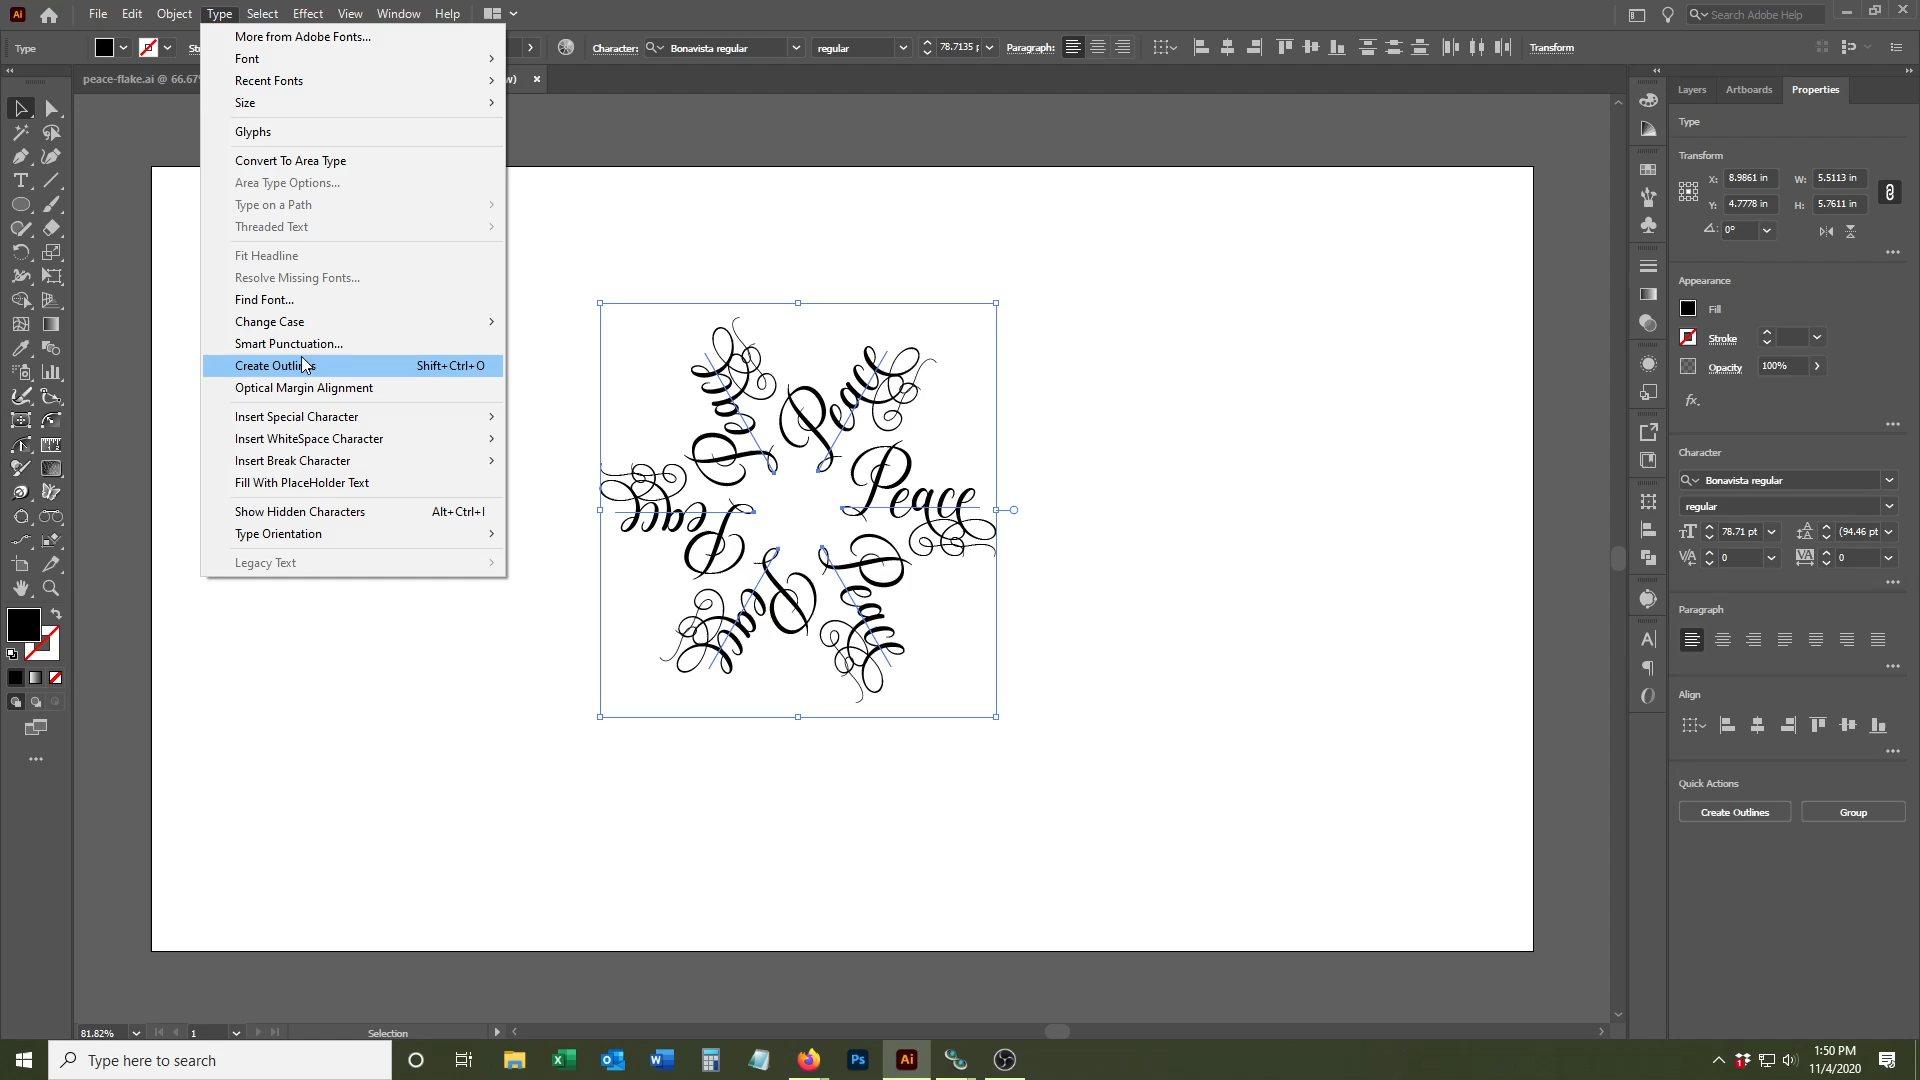 Ai
File Edit Object Type Select Effect View Window Help
Search Adobe Help
Type
Character:
Bonavista regular
regular
78.7135 p
Paragraph:
Transform
peace-flake.ai @ 66.67%
More from Adobe Fonts...
Font
Recent Fonts
Size
Glyphs
Convert To Area Type
Area Type Options...
Type on a Path
Threaded Text
Fit Headline
Resolve Missing Fonts...
Find Font...
Change Case
Smart Punctuation...
Create Outlines Shift+Ctrl+O
Optical Margin Alignment
Insert Special Character
Insert WhiteSpace Character
Insert Break Character
Fill With PlaceHolder Text
Show Hidden Characters Alt+Ctrl+I
Type Orientation
Legacy Text
Peace
Peace
Peace
Peace
Peace
Peace
Layers Artboards Properties
Type
Transform
X: 8.9861 in W: 5.5113 in
Y: 4.7778 in H: 5.7611 in
0°
Appearance
Fill
Stroke
Opacity 100%
fx.
Character
Bonavista regular
regular
78.71 pt (94.46 pt
0 0
Paragraph
Align
Quick Actions
Create Outlines Group
81.82% 1 Selection
Type here to search
Ps Ai
1:50 PM
11/4/2020